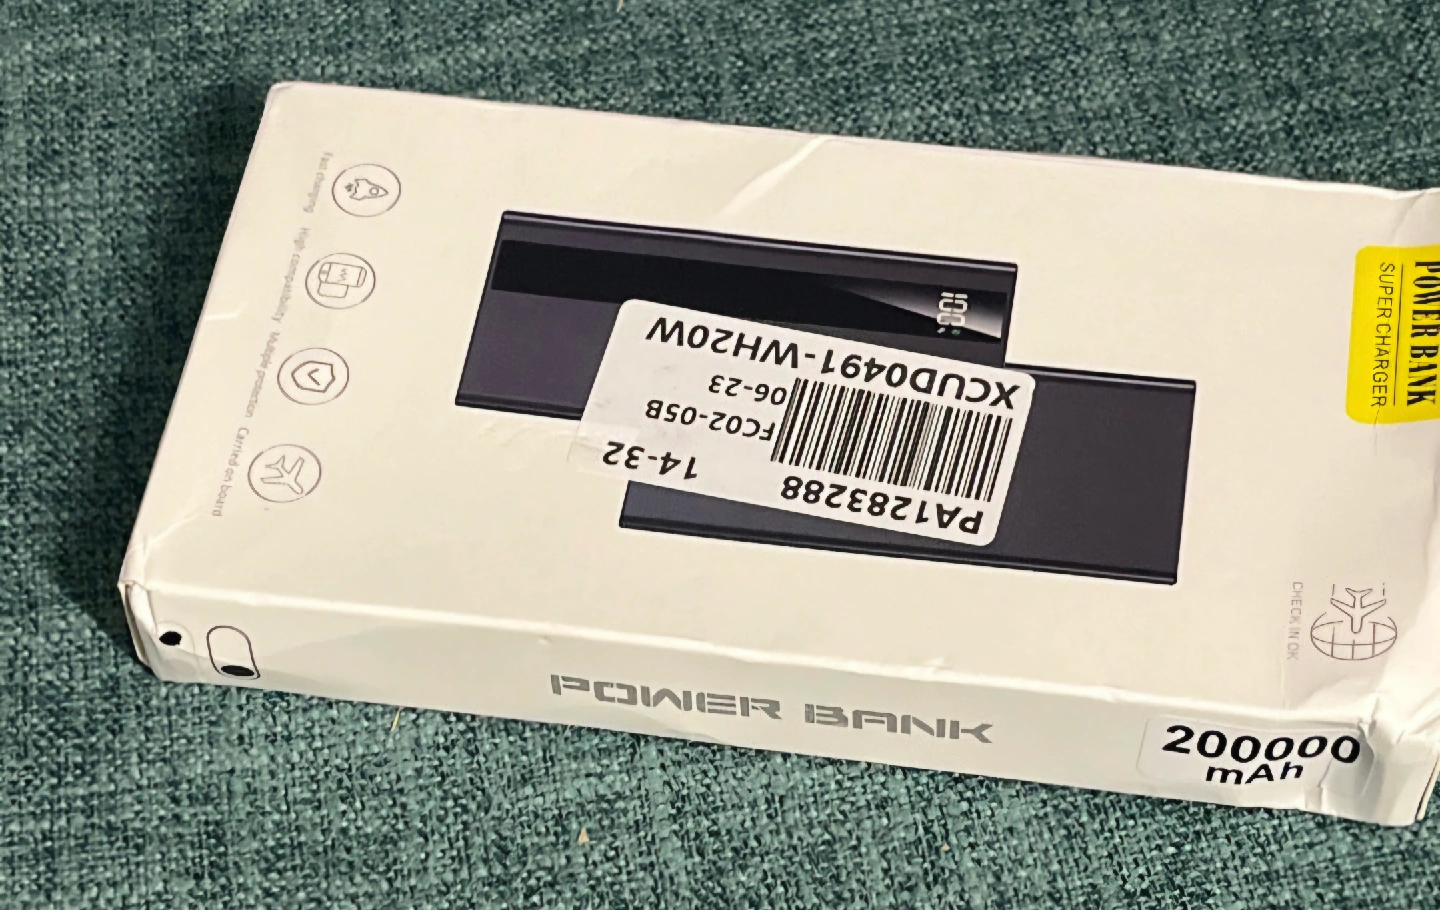 Fast charging
High compatibility
Multiple protection
Carried on board
100%
XCUD0491-WH20W
06-23
FC02-05B
14-32
PA1283288
POWER BANK
SUPER CHARGER
CHECK IN OK
POWER BANK
200000
mAh